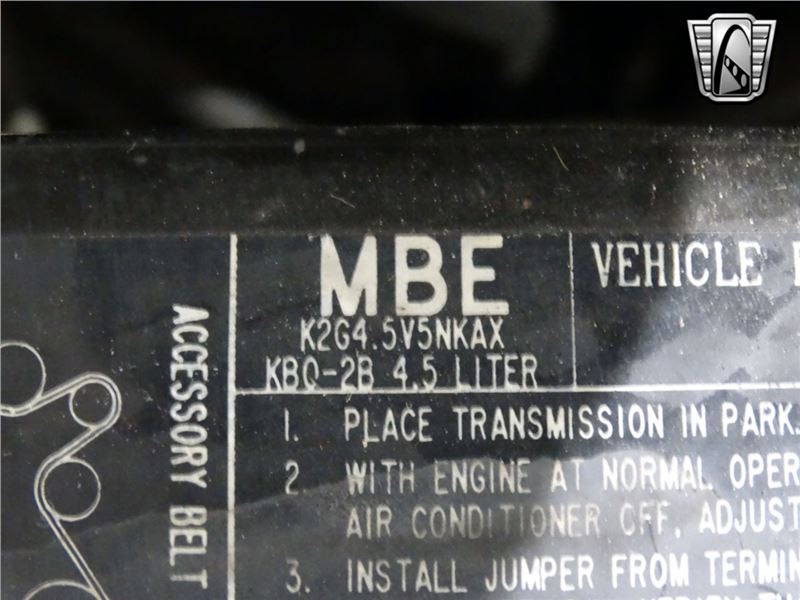 MBE
VEHICLE
K2G4.5V5NKAX
KBO-2B 4.5 LITER
ACCESSORY BELT
1. PLACE TRANSMISSION IN PARK.
2. WITH ENGINE AT NORMAL OPER
AIR CONDITIONER OFF, ADJUST
3. INSTALL JUMPER FROM TERMIN